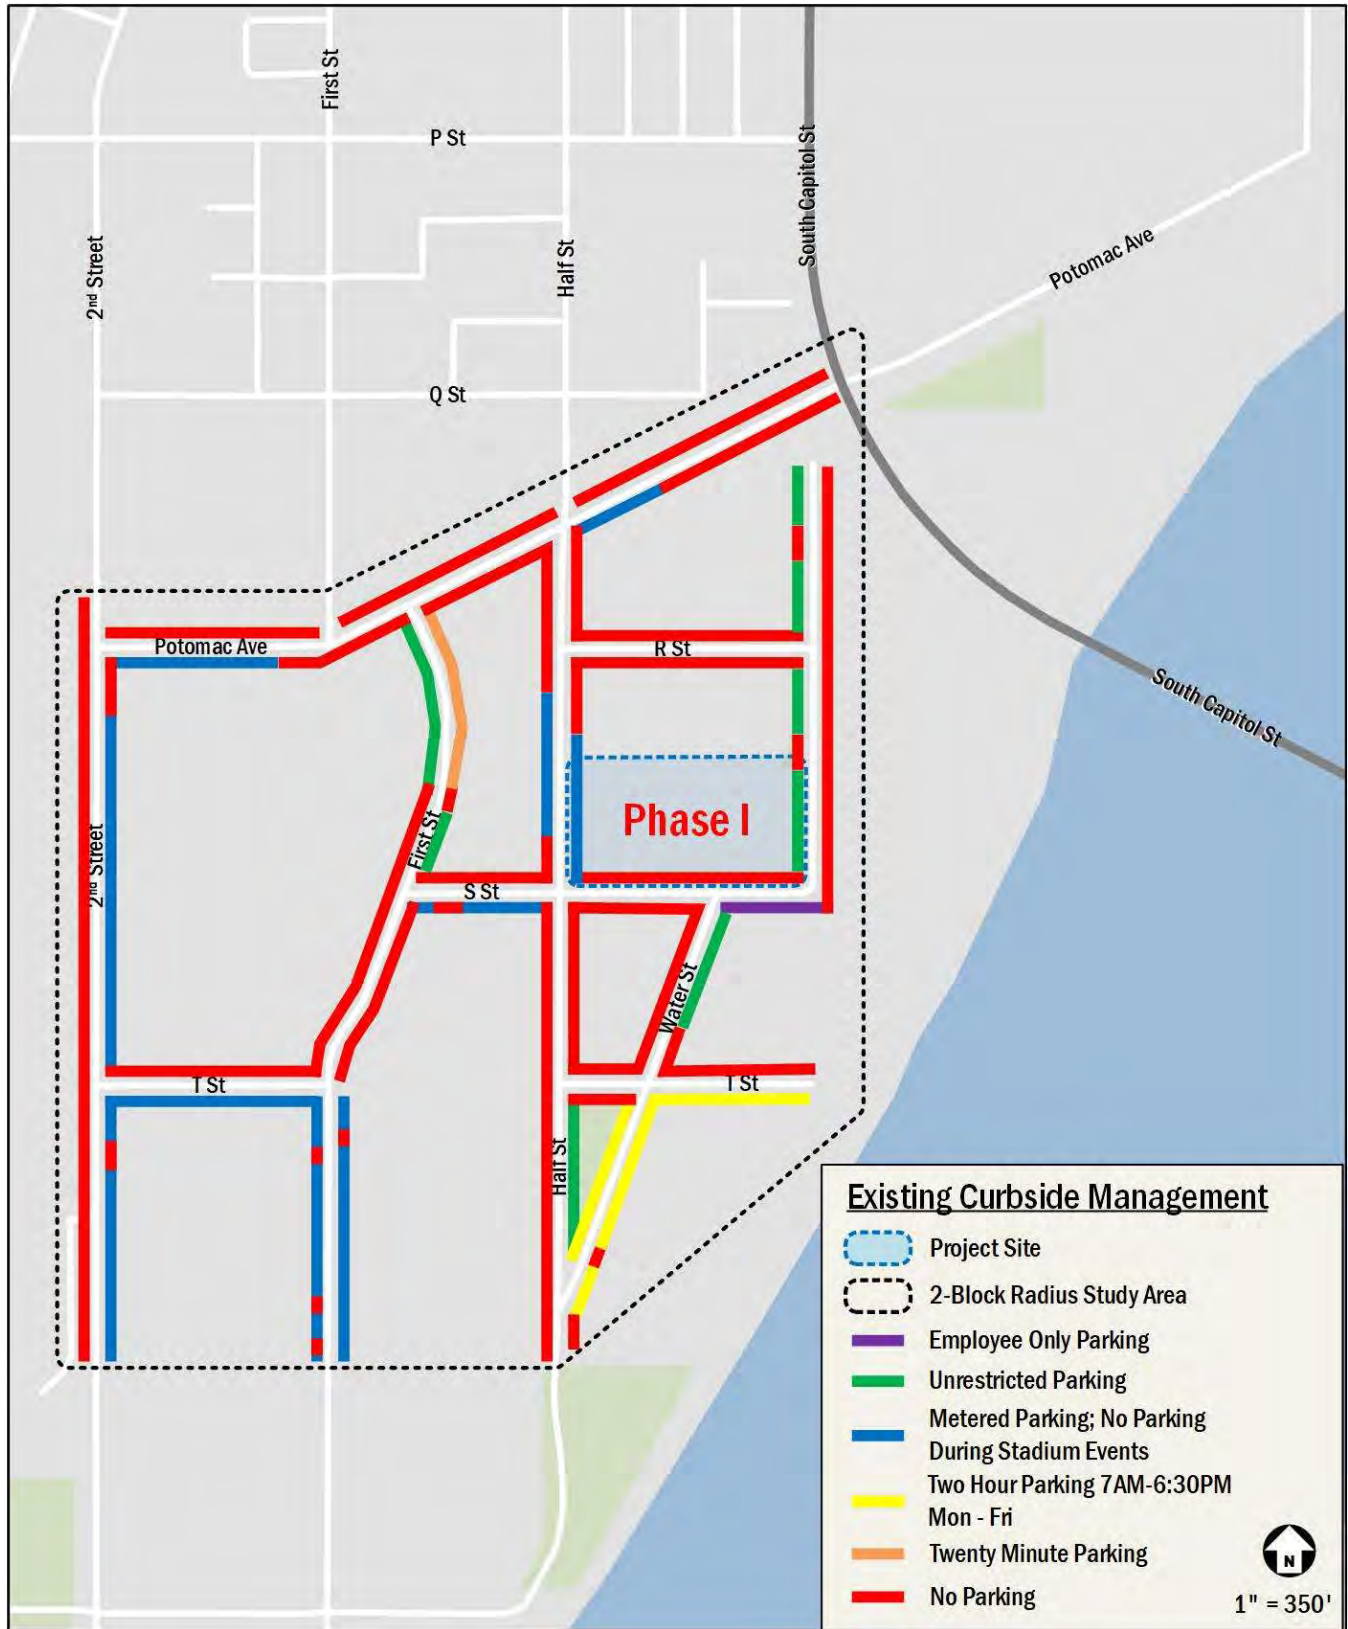 First St
P St
South Capitol St
2nd Street
Half St
Potomac Ave
Q St
Potomac Ave
R St
South Capitol St
Phase I
First St
2nd Street
S St
Water St
T St
T St
Half St
Existing Curbside Management
Project Site
2-Block Radius Study Area
Employee Only Parking
Unrestricted Parking
Metered Parking; No Parking
During Stadium Events
Two Hour Parking 7AM-6:30PM
Mon - Fri
Twenty Minute Parking
No Parking
N
1" = 350'